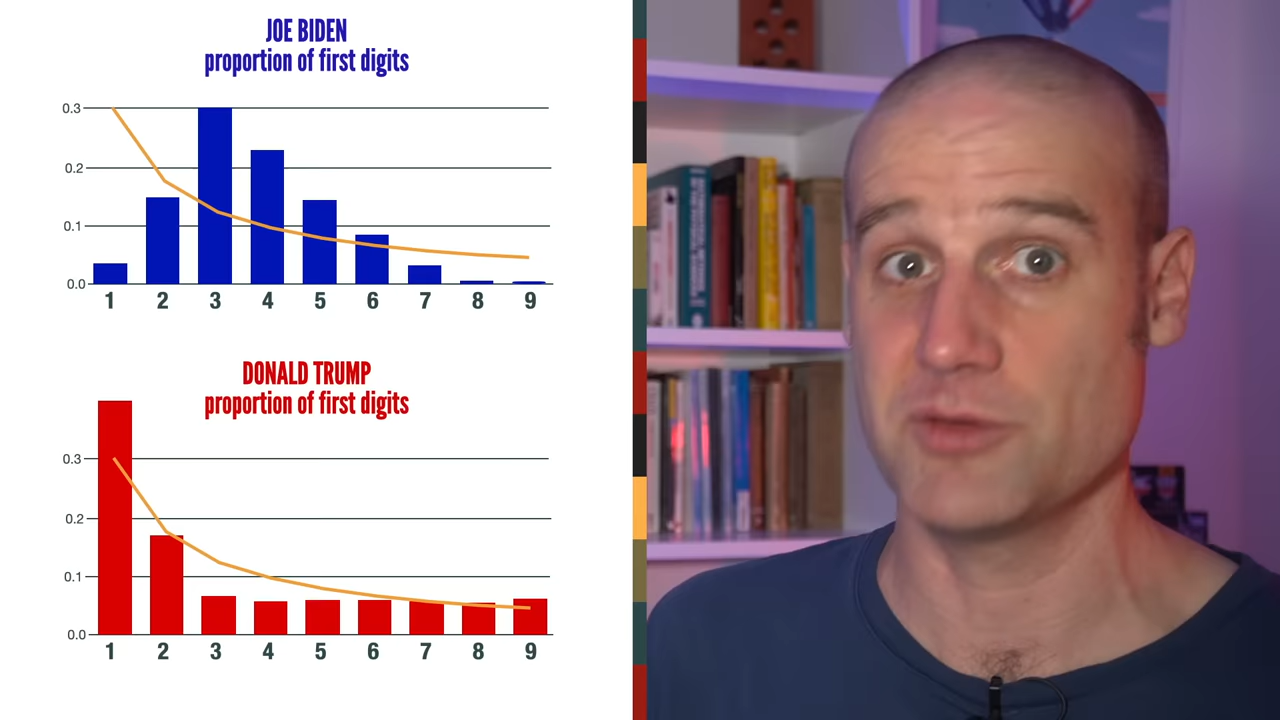 JOE BIDEN
proportion of first digits
0.3
0.2
0.1
0.0
1 2 3 4 5 6 7 8 9
DONALD TRUMP
proportion of first digits
0.3
0.2
0.1
0.0
1 2 3 4 5 6 7 8 9